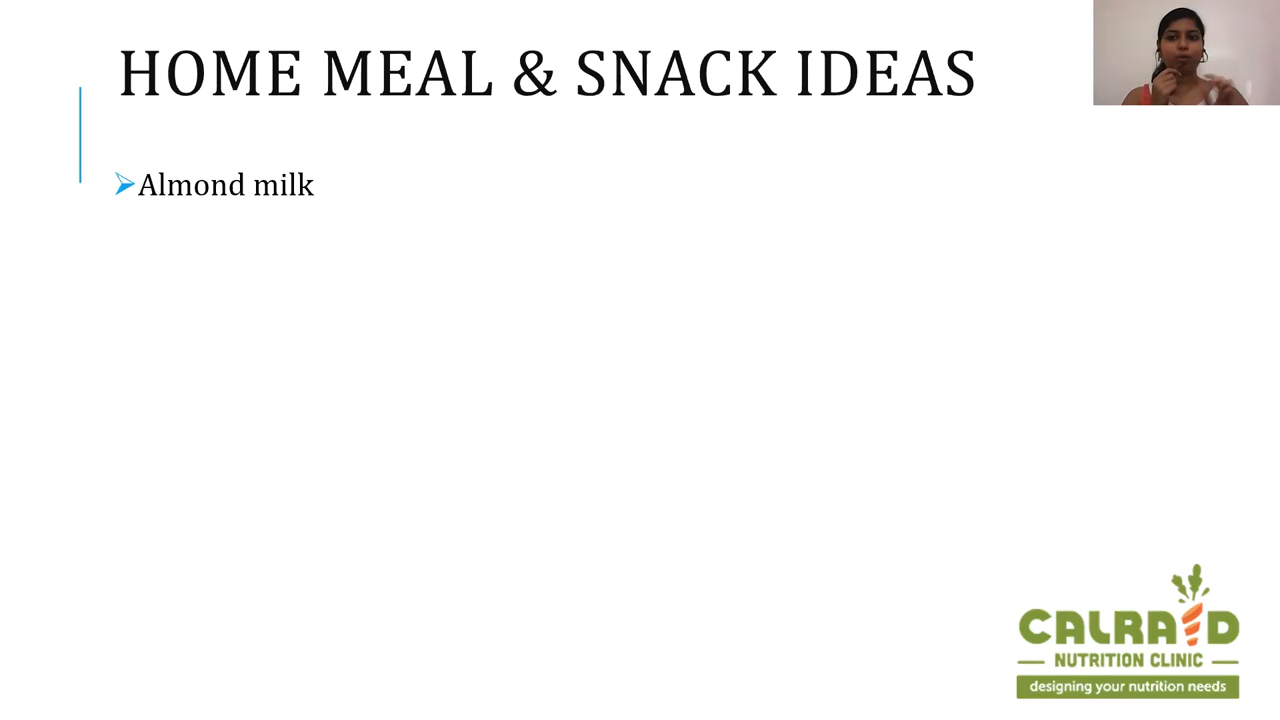 HOME MEAL & SNACK IDEAS
Almond milk
CALRAID
NUTRITION CLINIC
designing your nutrition needs